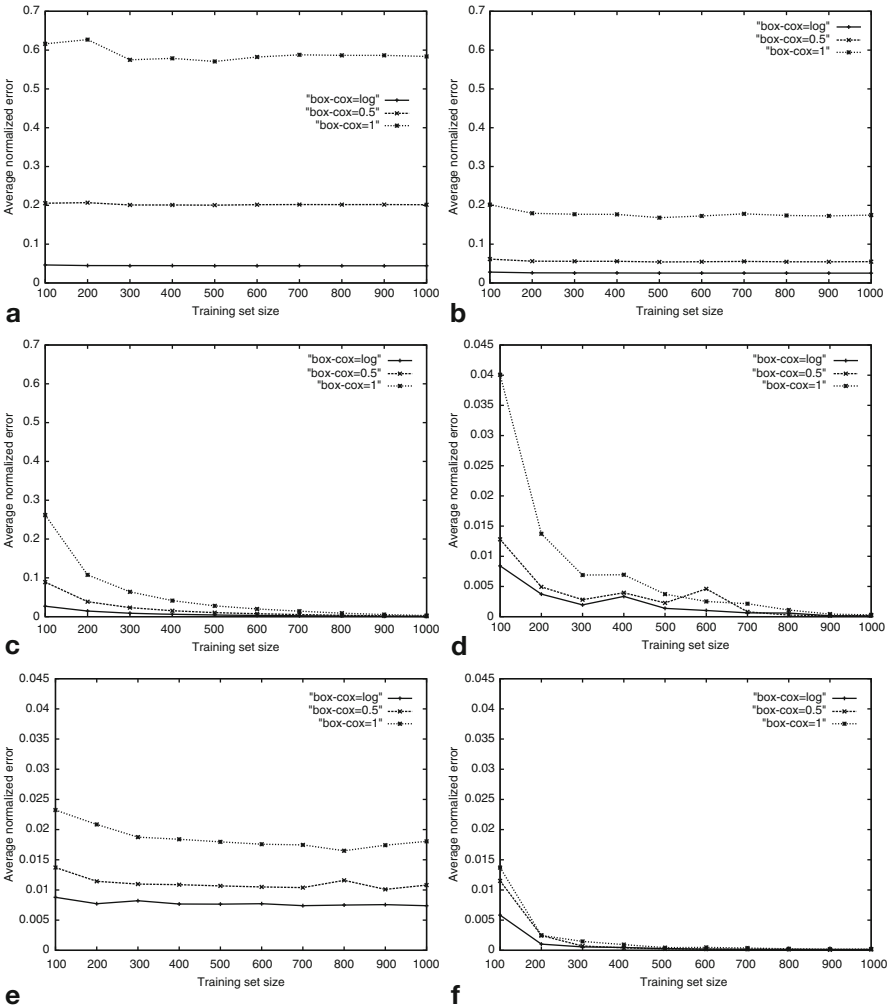 0.7
0.6
0.5
0.4
0.3
0.2
0.1
0
Average normalized error
"box-cox=log"
"box-cox=0.5"
"box-cox=1"
100 200 300 400 500 600 700 800 900 1000
Training set size
a
0.7
0.6
0.5
0.4
0.3
0.2
0.1
0
Average normalized error
"box-cox=log"
"box-cox=0.5"
"box-cox=1"
100 200 300 400 500 600 700 800 900 1000
Training set size
b
0.7
0.6
0.5
0.4
0.3
0.2
0.1
0
Average normalized error
"box-cox=log"
"box-cox=0.5"
"box-cox=1"
100 200 300 400 500 600 700 800 900 1000
Training set size
c
0.045
0.04
0.035
0.03
0.025
0.02
0.015
0.01
0.005
0
Average normalized error
"box-cox=log"
"box-cox=0.5"
"box-cox=1"
100 200 300 400 500 600 700 800 900 1000
Training set size
d
0.045
0.04
0.035
0.03
0.025
0.02
0.015
0.01
0.005
0
Average normalized error
"box-cox=log"
"box-cox=0.5"
"box-cox=1"
100 200 300 400 500 600 700 800 900 1000
Training set size
e
0.045
0.04
0.035
0.03
0.025
0.02
0.015
0.01
0.005
0
Average normalized error
"box-cox=log"
"box-cox=0.5"
"box-cox=1"
100 200 300 400 500 600 700 800 900 1000
Training set size
f